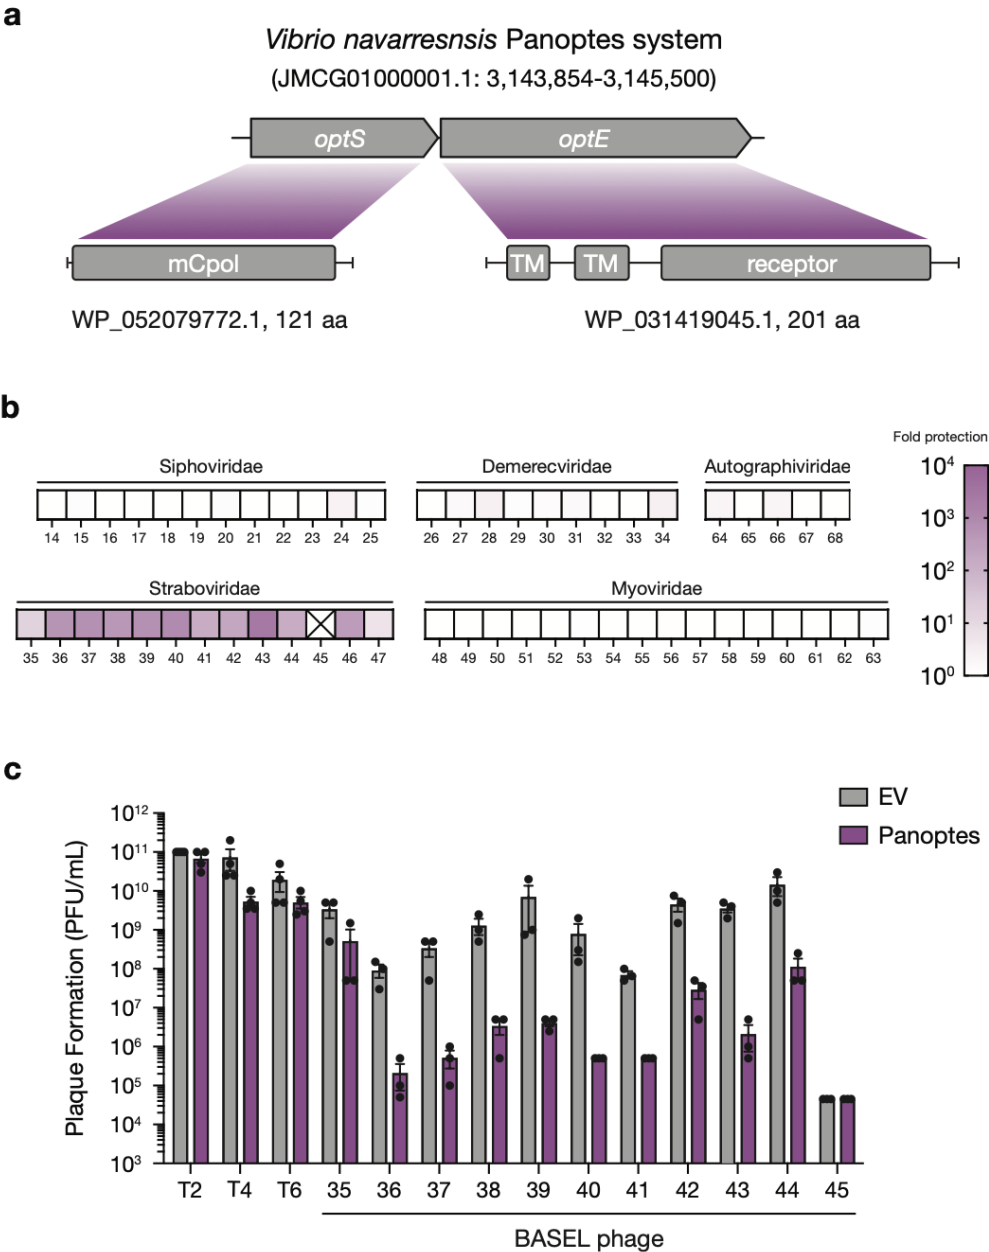 a
Vibrio navarresnsis Panoptes system
(JMCG01000001.1: 3,143,854-3,145,500)
optS optE
mCpol TM TM receptor
WP_052079772.1, 121 aa WP_031419045.1, 201 aa
b
Fold protection
Siphoviridae Demerecviridae Autographiviridae
14 15 16 17 18 19 20 21 22 23 24 25 26 27 28 29 30 31 32 33 34 64 65 66 67 68
Straboviridae Myoviridae
35 36 37 38 39 40 41 42 43 44 45 46 47 48 49 50 51 52 53 54 55 56 57 58 59 60 61 62 63
10⁴
10³
10²
10¹
10⁰
c
EV
Panoptes
Plaque Formation (PFU/mL)
10¹²
10¹¹
10¹⁰
10⁹
10⁸
10⁷
10⁶
10⁵
10⁴
10³
T2 T4 T6 35 36 37 38 39 40 41 42 43 44 45
BASEL phage